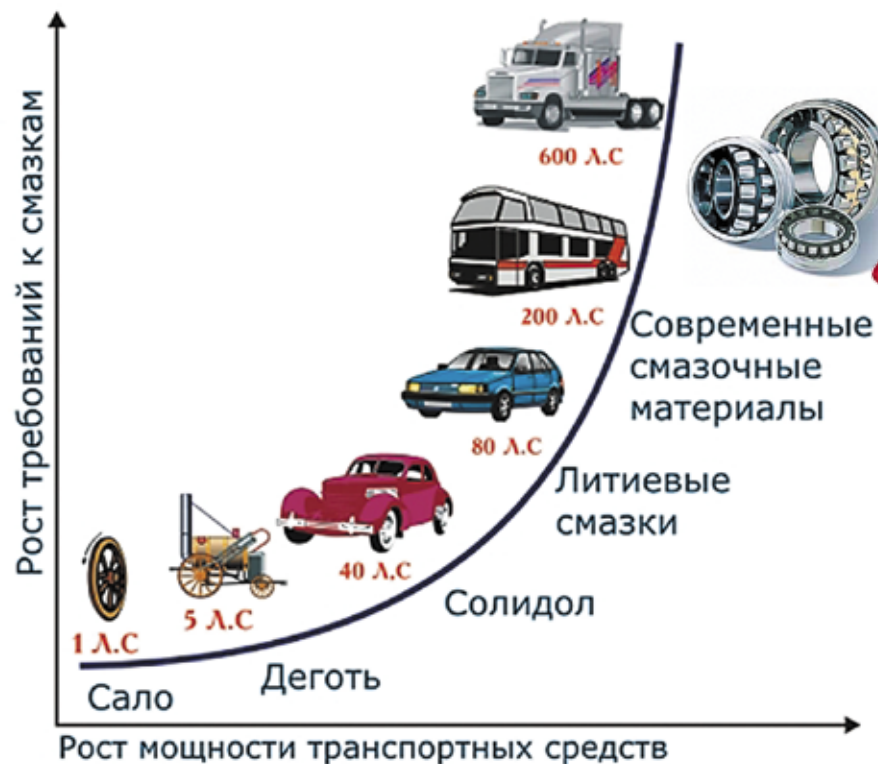 Рост требований к смазкам
600 Л.С
200 Л.С
Современные
смазочные
материалы
80 Л.С
Литиевые
смазки
40 Л.С
Солидол
5 Л.С
1 Л.С
Деготь
Сало
Рост мощности транспортных средств